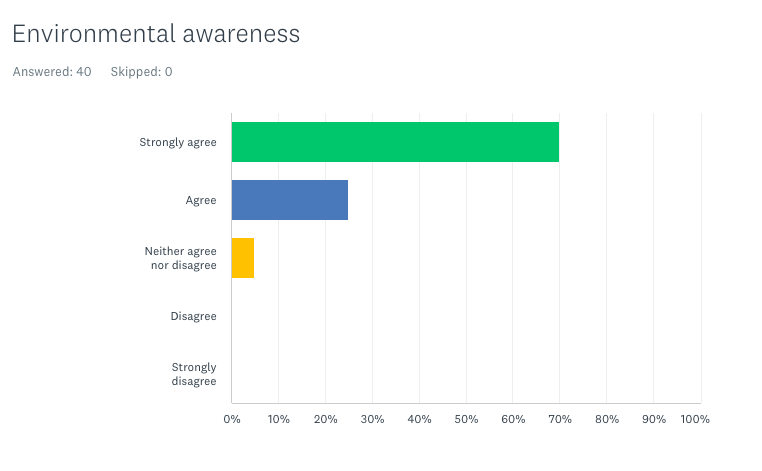 Environmental awareness
Answered: 40 Skipped: 0
Strongly agree
Agree
Neither agree
nor disagree
Disagree
Strongly
disagree
0% 10% 20% 30% 40% 50% 60% 70% 80% 90% 100%